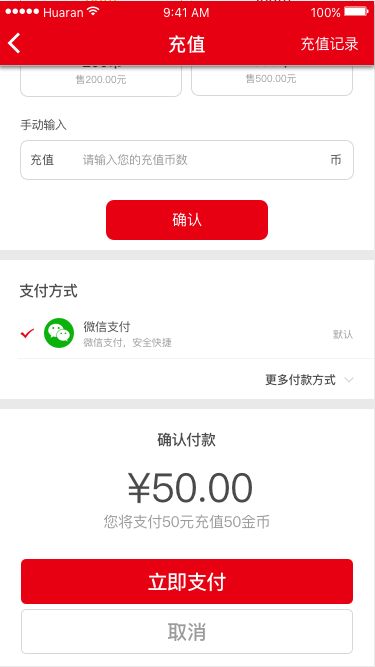 Huaran 9:41 AM 100%
充值 充值记录
售200.00元 售500.00元
手动输入
充值 请输入您的充值币数 币
确认
支付方式
微信支付
微信支付，安全快捷 默认
更多付款方式
确认付款
¥50.00
您将支付50元充值50金币
立即支付
取消